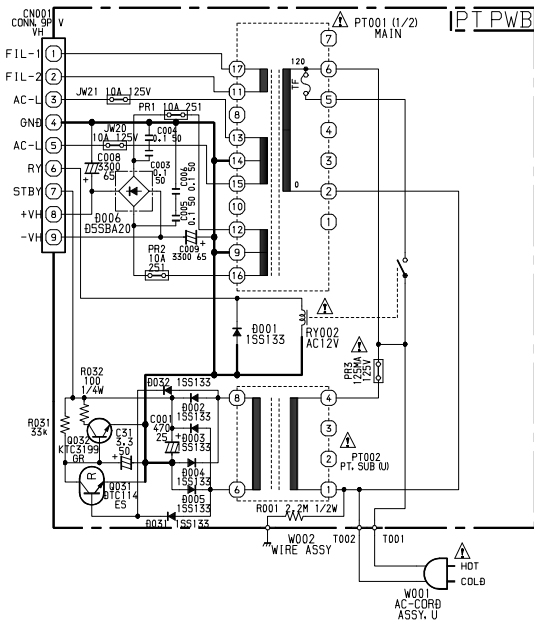 CN001
CONN, 9P V
VH
PT001 (1/2)
MAIN
PT PWB
FIL-1 1
FIL-2 2
AC-L 3
GND 4
AC-L 5
RY 6
STBY 7
+VH 8
-VH 9
JW21 10A 125V
PR1 10A 251
JW20
10A 125V
C004
0.1 50
C008
3300
65
C003
0.1
50
C006
0.1 50
C005
0.1 50
D006
D5SBA20
PR2
10A
251
C009
3300 65
17
11
8
13
14
15
10
12
9
16
120
TF
0
7
6
5
4
3
2
1
D001
1SS133
RY002
AC12V
PR3
125MA
125V
R032
100
1/4W
R031
33k
Q032
KTC3199
GR
C31
3.3
50
R
Q031
DTC114
ES
D032 1SS133
D002
1SS133
C001
470
25
D003
1SS133
D004
1SS133
D005
1SS133
D031 1SS133
8
6
4
3
2
1
PT002
PT, SUB (U)
R001 2.2M 1/2W
W002
WIRE ASSY
T002 T001
HOT
COLD
W001
AC-CORD
ASSY, U